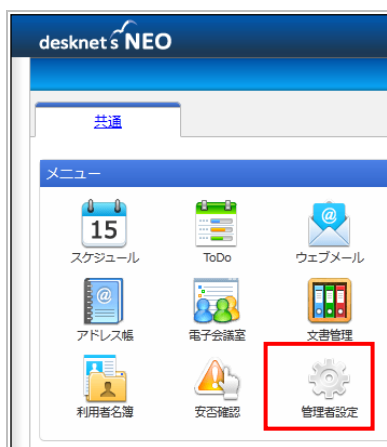 desknet's NEO
共通
メニュー
15
スケジュール
ToDo
@
ウェブメール
@
アドレス帳
電子会議室
文書管理
利用者名簿
安否確認
管理者設定